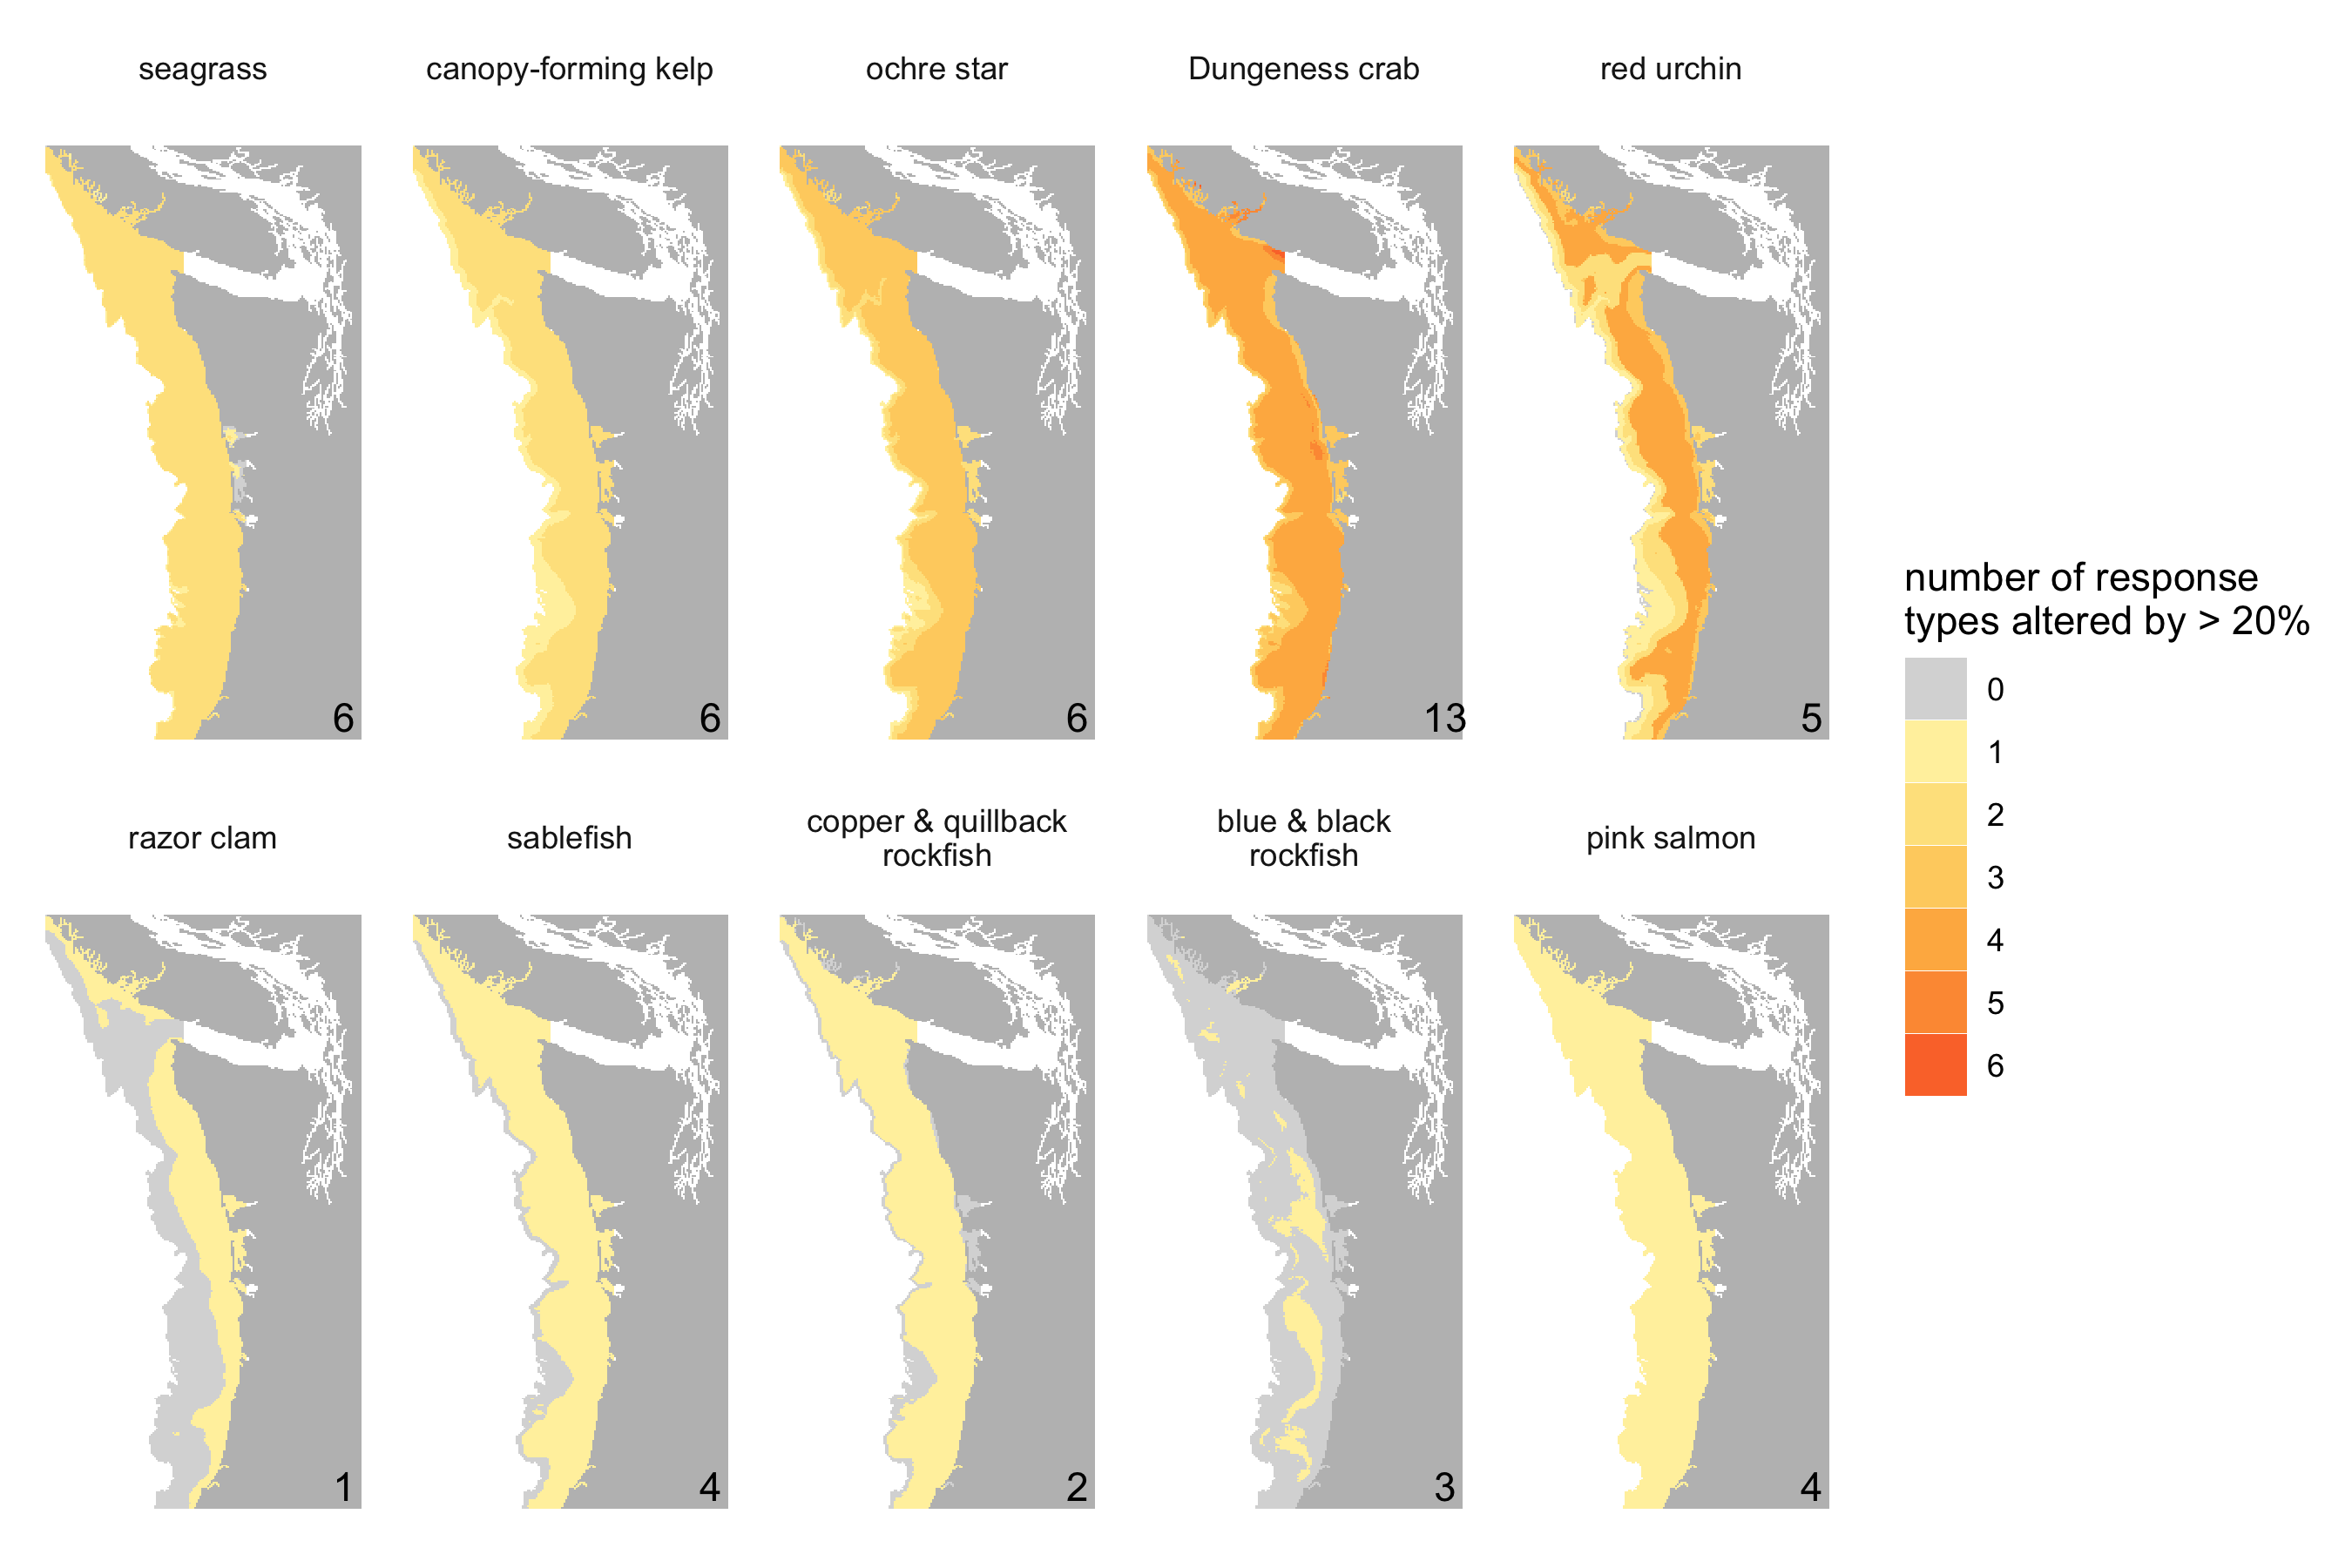 seagrass
canopy-forming kelp
ochre star
Dungeness crab
red urchin
6
6
6
13
5
razor clam
sablefish
copper & quillback
rockfish
blue & black
rockfish
pink salmon
1
4
2
3
4
number of response
types altered by > 20%
0
1
2
3
4
5
6